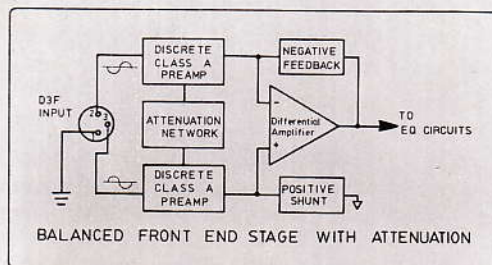 DISCRETE
CLASS A
PREAMP
NEGATIVE
FEEDBACK
D3F
INPUT
2
3
ATTENUATION
NETWORK
-
Differential
Amplifier
+
TO
EQ CIRCUITS
DISCRETE
CLASS A
PREAMP
POSITIVE
SHUNT
BALANCED FRONT END STAGE WITH ATTENUATION